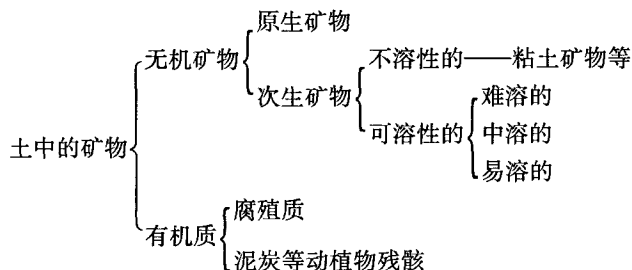 原生矿物
无机矿物
不溶性的——粘土矿物等
次生矿物
难溶的
可溶性的
中溶的
土中的矿物
易溶的
腐殖质
有机质
泥炭等动植物残骸